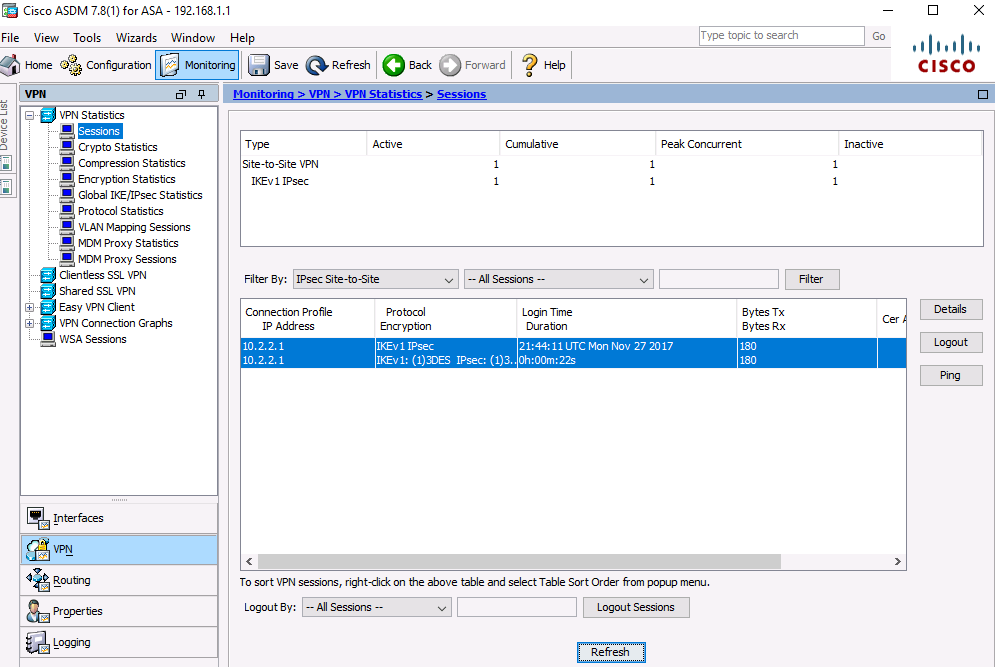 Cisco ASDM 7.8(1) for ASA - 192.168.1.1
File View Tools Wizards Window Help
Type topic to search Go
Home Configuration Monitoring Save Refresh Back Forward Help
CISCO
Device List
VPN
VPN Statistics
Sessions
Crypto Statistics
Compression Statistics
Encryption Statistics
Global IKE/IPsec Statistics
Protocol Statistics
VLAN Mapping Sessions
MDM Proxy Statistics
MDM Proxy Sessions
Clientless SSL VPN
Shared SSL VPN
Easy VPN Client
VPN Connection Graphs
WSA Sessions
Interfaces
VPN
Routing
Properties
Logging
Monitoring > VPN > VPN Statistics > Sessions
Type Active Cumulative Peak Concurrent Inactive
Site-to-Site VPN 1 1 1
IKEv1 IPsec 1 1 1
Filter By: IPsec Site-to-Site -- All Sessions -- Filter
Connection Profile Protocol Login Time Bytes Tx
IP Address Encryption Duration Bytes Rx
Cer A
10.2.2.1 IKEv1 IPsec 21:44:11 UTC Mon Nov 27 2017 180
10.2.2.1 IKEv1: (1)3DES IPsec: (1)3... 0h:00m:22s 180
Details
Logout
Ping
To sort VPN sessions, right-click on the above table and select Table Sort Order from popup menu.
Logout By: -- All Sessions -- Logout Sessions
Refresh